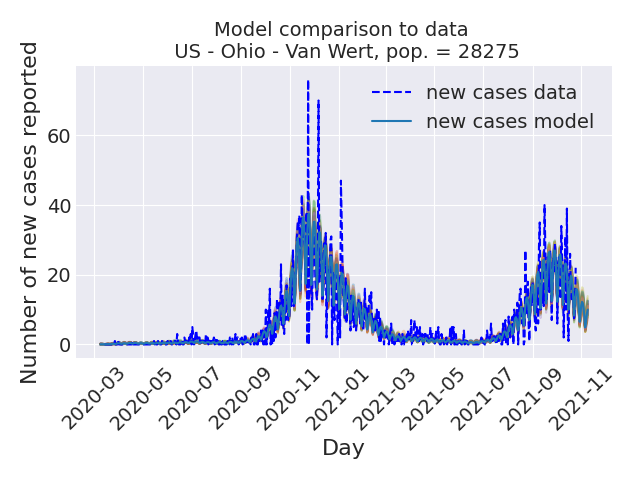 Model comparison to data
US - Ohio - Van Wert, pop. = 28275
Number of new cases reported
60
40
20
0
new cases data
new cases model
2020-03
2020-05
2020-07
2020-09
2020-11
2021-01
2021-03
2021-05
2021-07
2021-09
2021-11
Day